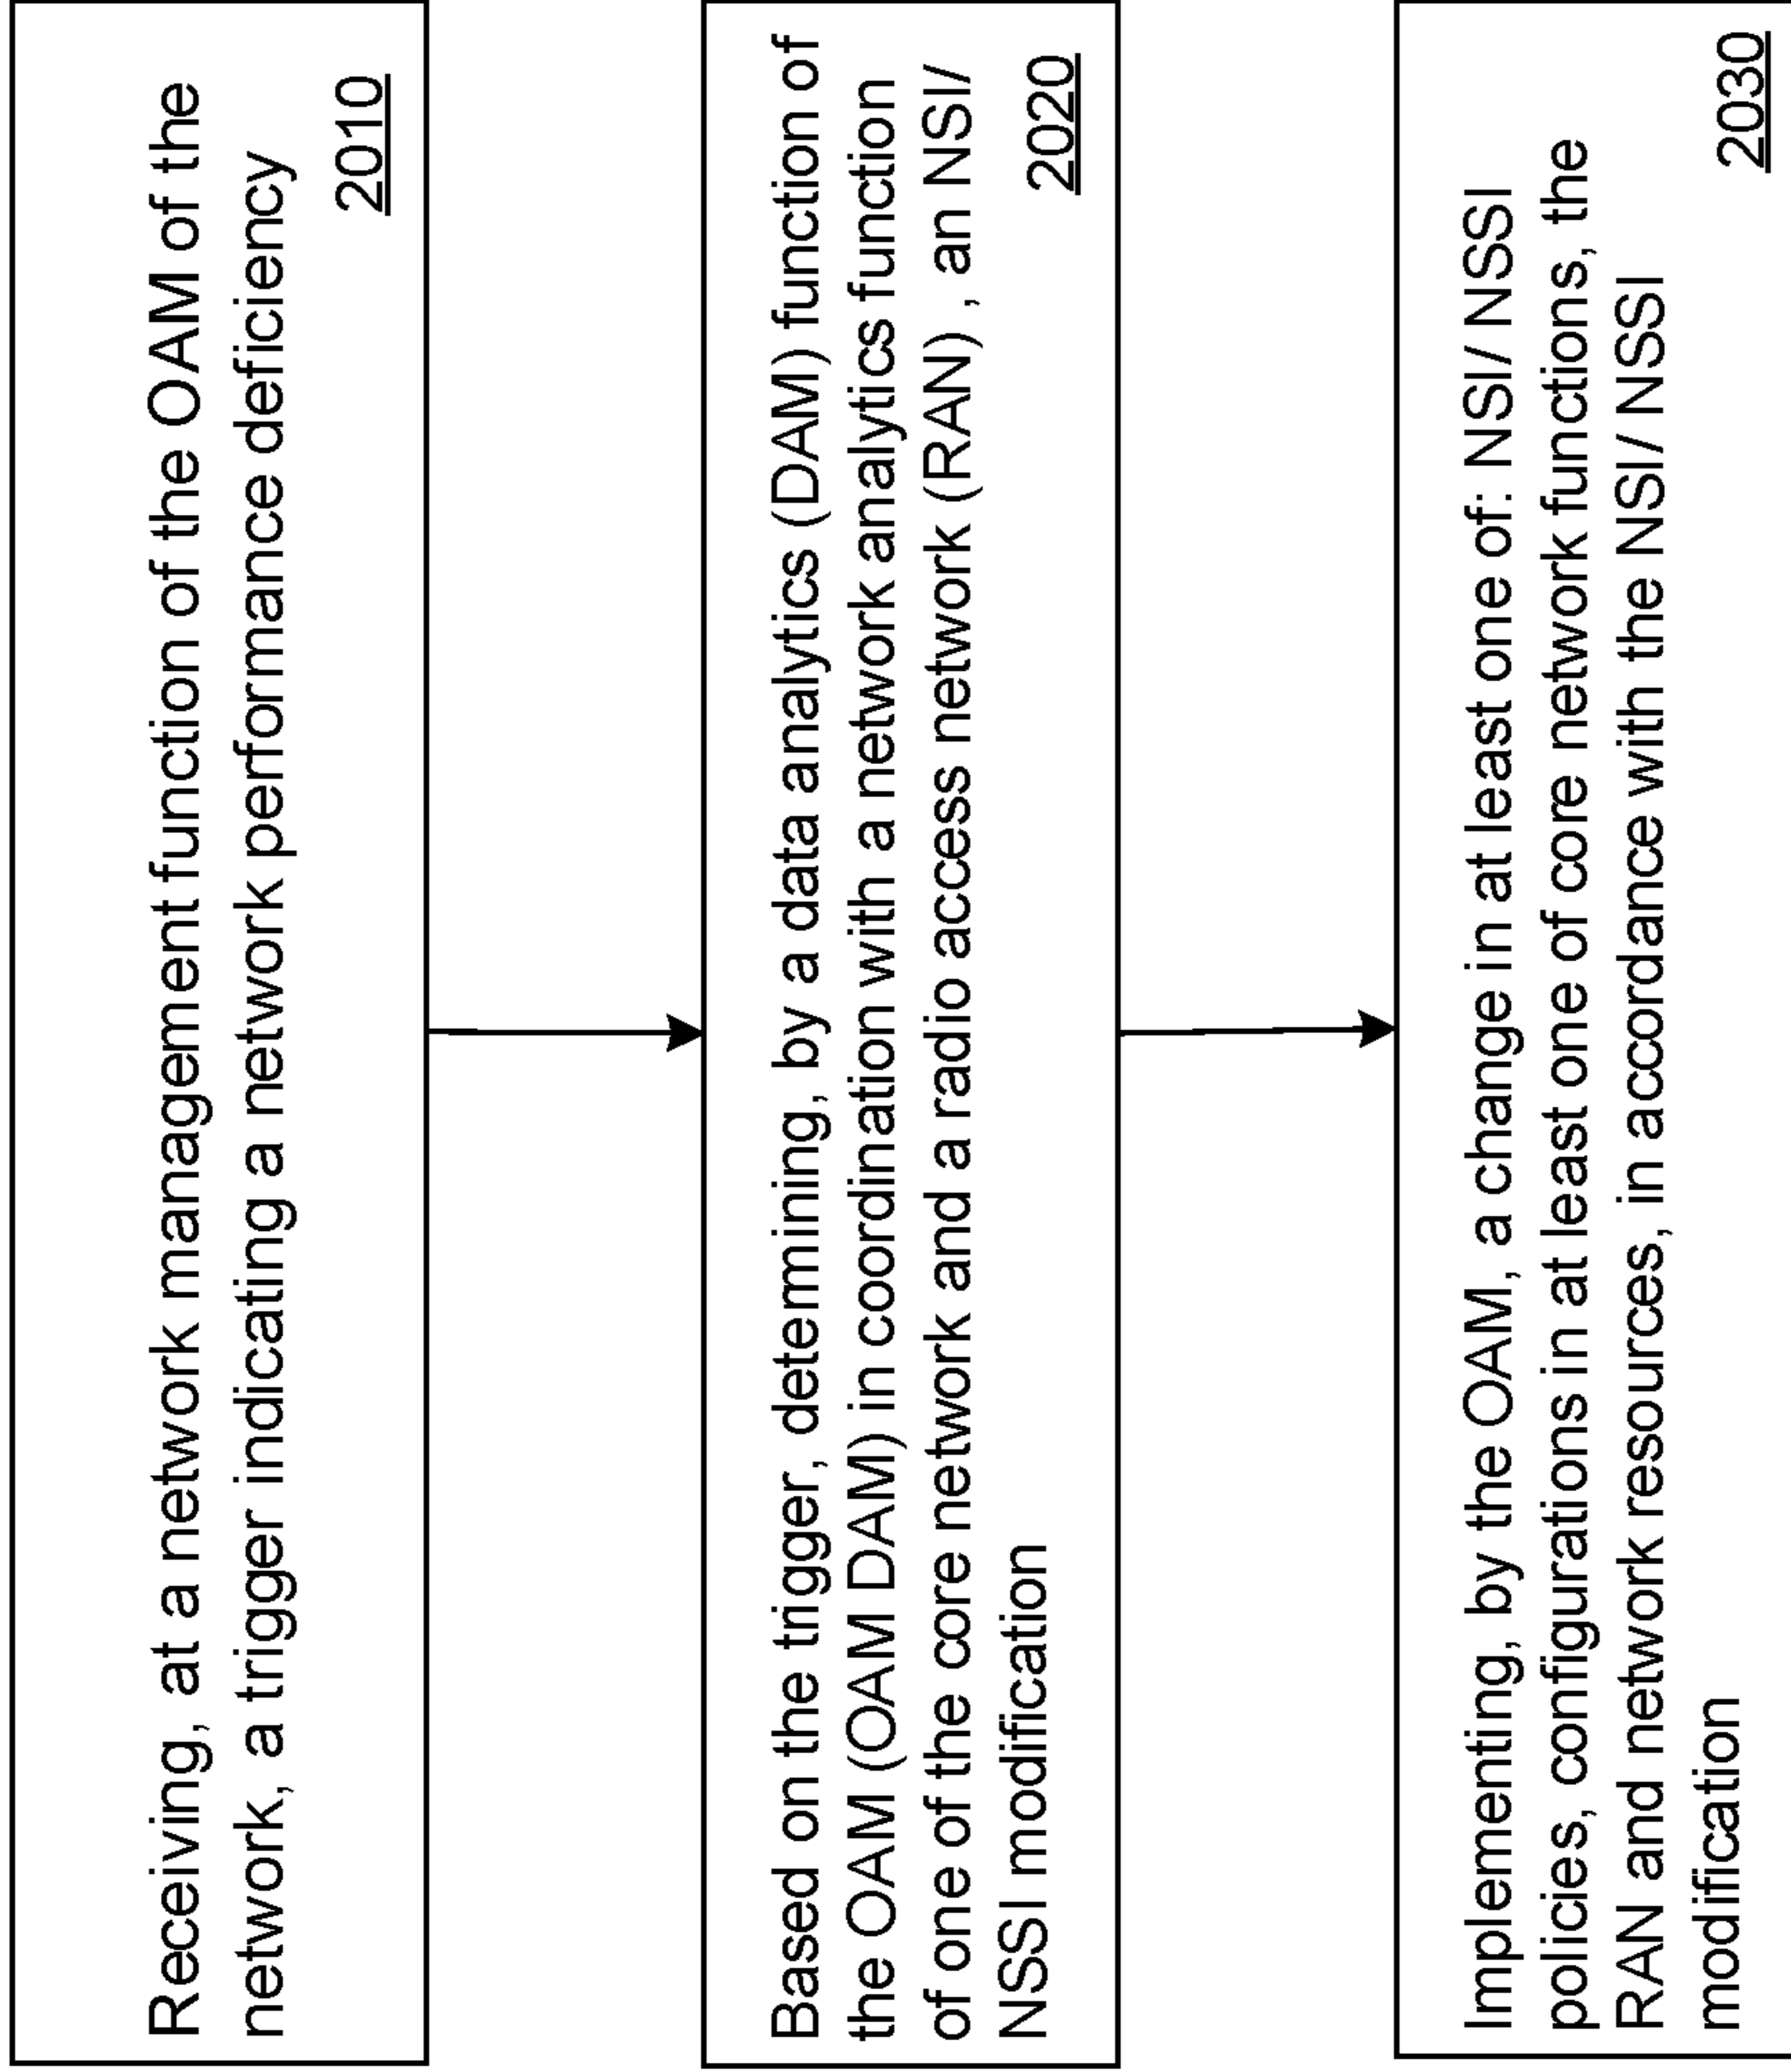 Receiving, at a network management function of the OAM of the
network, a trigger indicating a network performance deficiency
2010
Based on the trigger, determining, by a data analytics (DAM) function of
the OAM (OAM DAM) in coordination with a network analytics function
of one of the core network and a radio access network (RAN) , an NSI/
NSSI modification
2020
Implementing, by the OAM, a change in at least one of: NSI/ NSSI
policies, configurations in at least one of core network functions, the
RAN and network resources, in accordance with the NSI/ NSSI
modification
2030